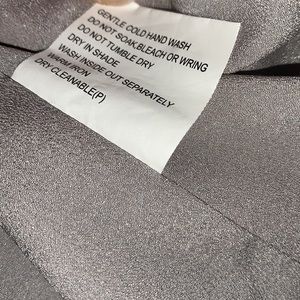 GENTLE COLD HAND WASH
DO NOT SOAK,BLEACH OR WRING
DO NOT TUMBLE DRY
DRY IN SHADE
WASH INSIDE OUT SEPARATELY
WARM IRON
DRY CLEANABLE(P)